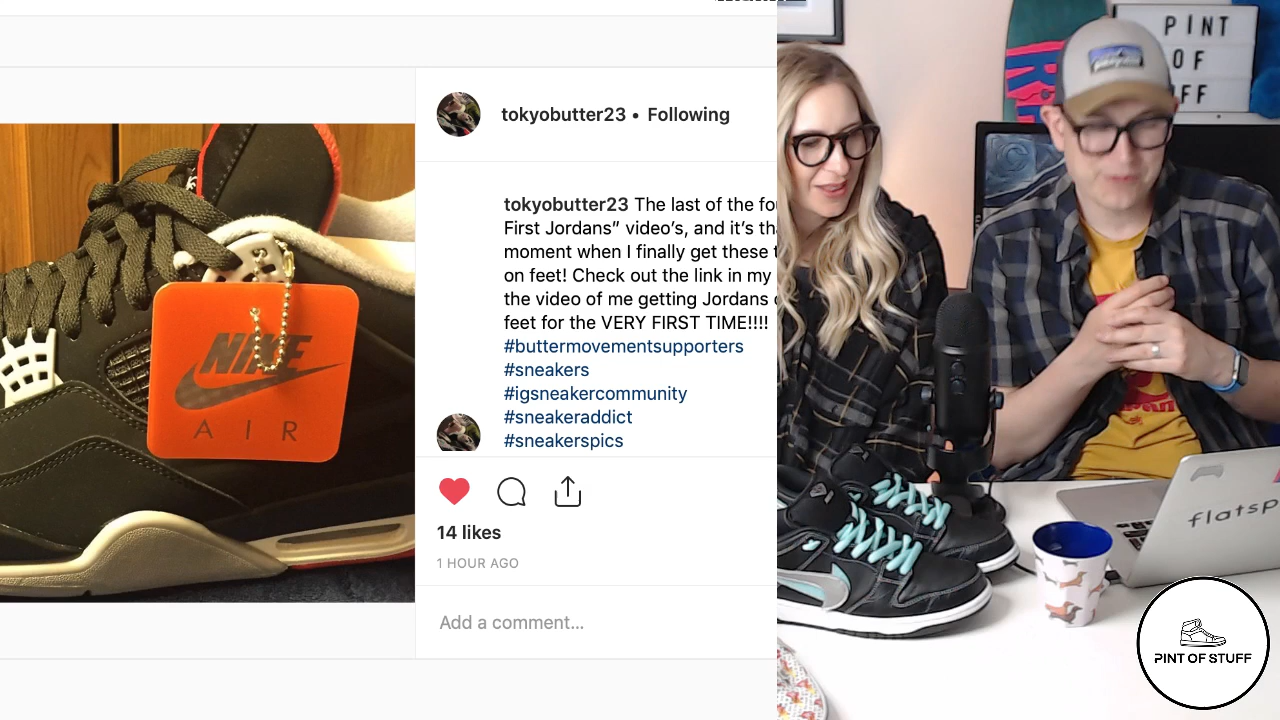 tokyobutter23 • Following
tokyobutter23 The last of the fo
First Jordans” video’s, and it’s th
moment when I finally get these
on feet! Check out the link in my
the video of me getting Jordans
feet for the VERY FIRST TIME!!!!
#buttermovementsupporters
#sneakers
#igsneakercommunity
#sneakeraddict
#sneakerspics
14 likes
1 HOUR AGO
Add a comment...
NIKE
AIR
PINT
OF
FF
flatsp
PINT OF STUFF